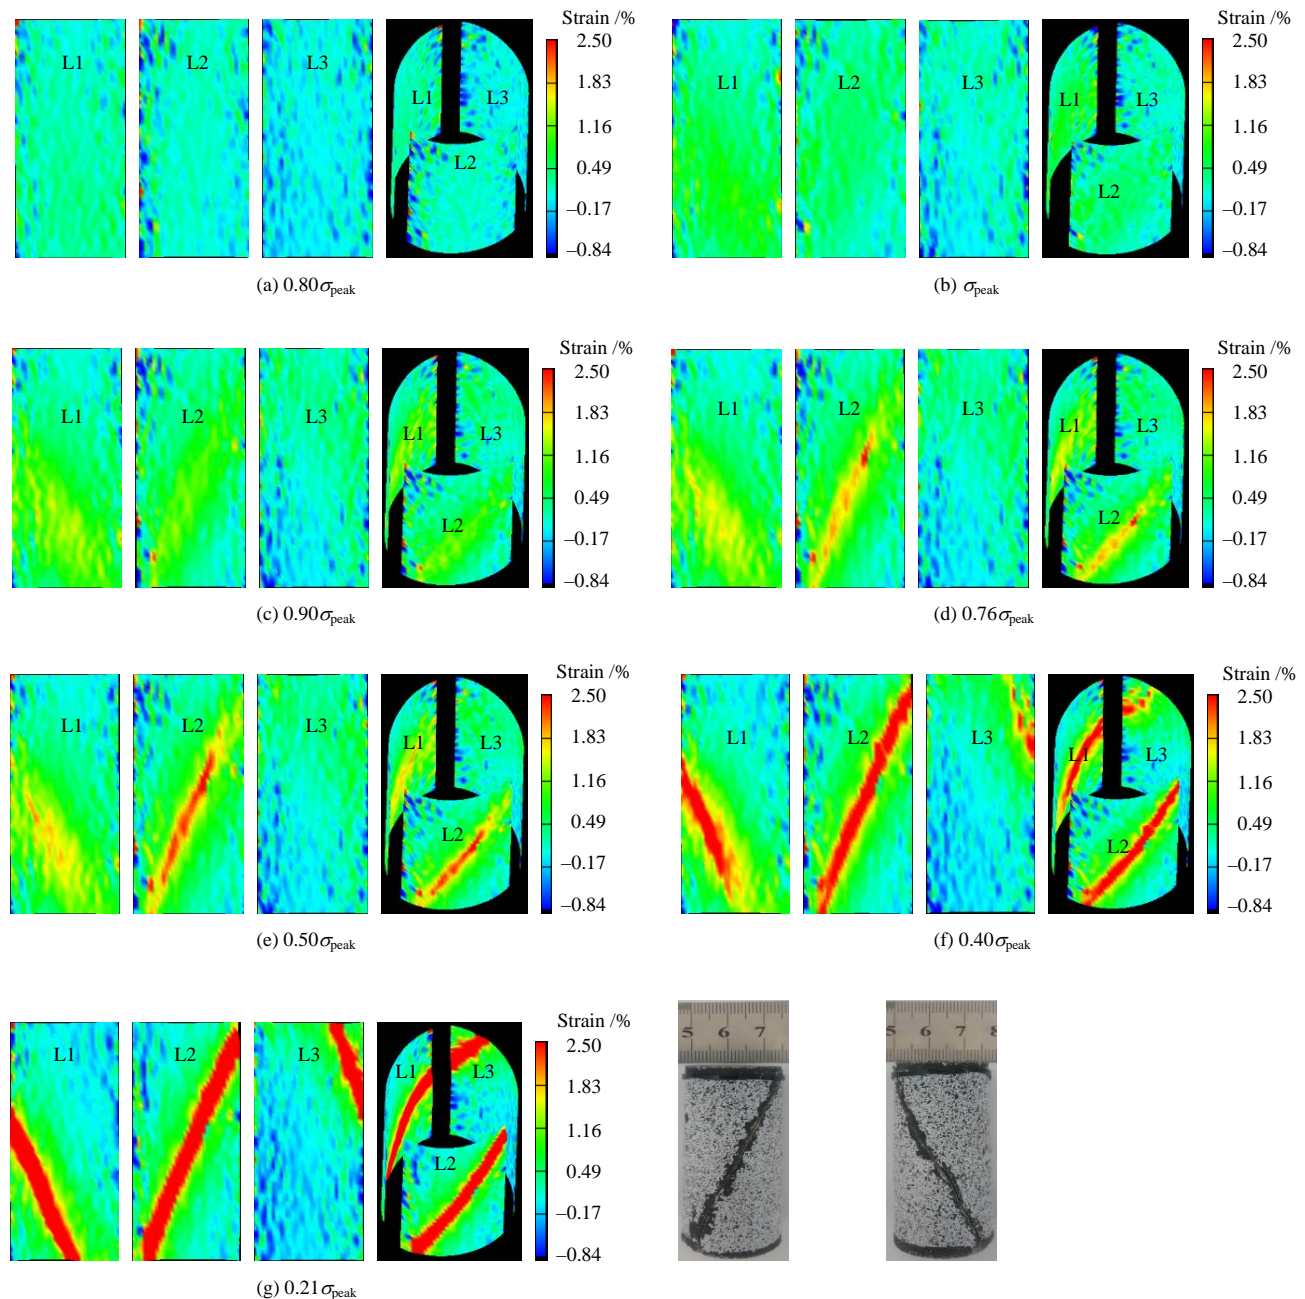 Strain /%
L1 L2 L3 L1 L3 L2
2.50
1.83
1.16
0.49
–0.17
–0.84
(a) 0.80σpeak
Strain /%
L1 L2 L3 L1 L3 L2
2.50
1.83
1.16
0.49
–0.17
–0.84
(b) σpeak
Strain /%
L1 L2 L3 L1 L3 L2
2.50
1.83
1.16
0.49
–0.17
–0.84
(c) 0.90σpeak
Strain /%
L1 L2 L3 L1 L3 L2
2.50
1.83
1.16
0.49
–0.17
–0.84
(d) 0.76σpeak
Strain /%
L1 L2 L3 L1 L3 L2
2.50
1.83
1.16
0.49
–0.17
–0.84
(e) 0.50σpeak
Strain /%
L1 L2 L3 L1 L3 L2
2.50
1.83
1.16
0.49
–0.17
–0.84
(f) 0.40σpeak
Strain /%
L1 L2 L3 L1 L3 L2
2.50
1.83
1.16
0.49
–0.17
–0.84
(g) 0.21σpeak
5 6 7
5 6 7 8